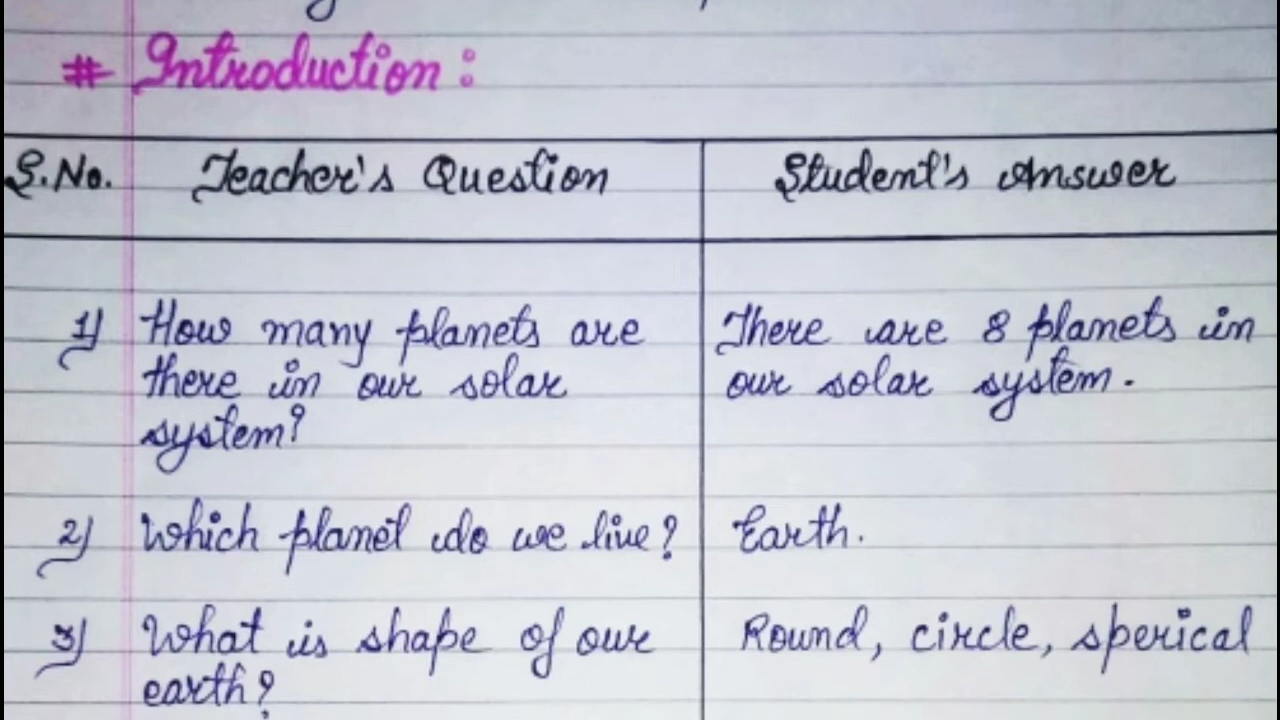 # Introduction :
S.No. Teacher's Question Student's Answer
1) How many planets are There are 8 planets in
there in our solar our solar system.
system?
2) Which planet do we live? Earth.
3) What is shape of our Round, circle, sperical
earth?